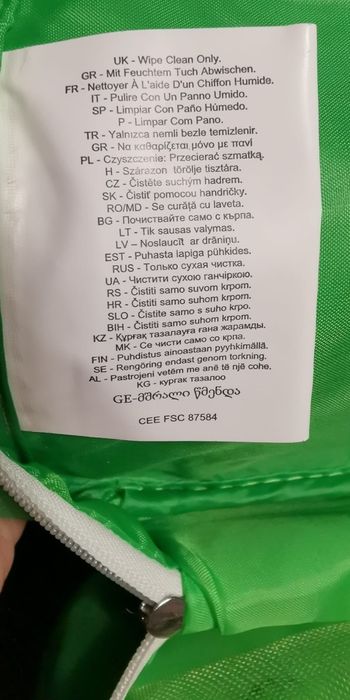 UK - Wipe Clean Only.
GR - Mit Feuchtem Tuch Abwischen.
FR - Nettoyer À L'aide D'un Chiffon Humide.
IT - Pulire Con Un Panno Umido.
SP - Limpiar Con Paño Húmedo.
P - Limpar Com Pano.
TR - Yalnızca nemli bezle temizlenir.
GR - Να καθαρίζεται μόνο με πανί
PL - Czyszczenie: Przecierać szmatką.
H - Szárazon törölje tisztára.
CZ - Čistěte suchým hadrem.
SK - Čistiť pomocou handričky.
RO/MD - Se curăță cu laveta.
BG - Почиствайте само с кърпа.
LT - Tik sausas valymas.
LV – Noslaucīt ar drāniņu.
EST - Puhasta lapiga pühkides.
RUS - Только сухая чистка.
UA - Чистити сухою ганчіркою.
RS - Čistiti samo suvom krpom.
HR - Čistiti samo suhom krpom.
SLO - Čistite samo s suho krpo.
BIH - Čistiti samo suhom krpom.
KZ - Құрғақ тазалауға ғана жарамды.
MK - Се чисти само со крпа.
FIN - Puhdistus ainoastaan pyyhkimällä.
SE - Rengöring endast genom torkning.
AL - Pastrojeni vetëm me anë të një cohe.
KG - кургак тазалоо
GE-მშრალი წმენდა
CEE FSC 87584